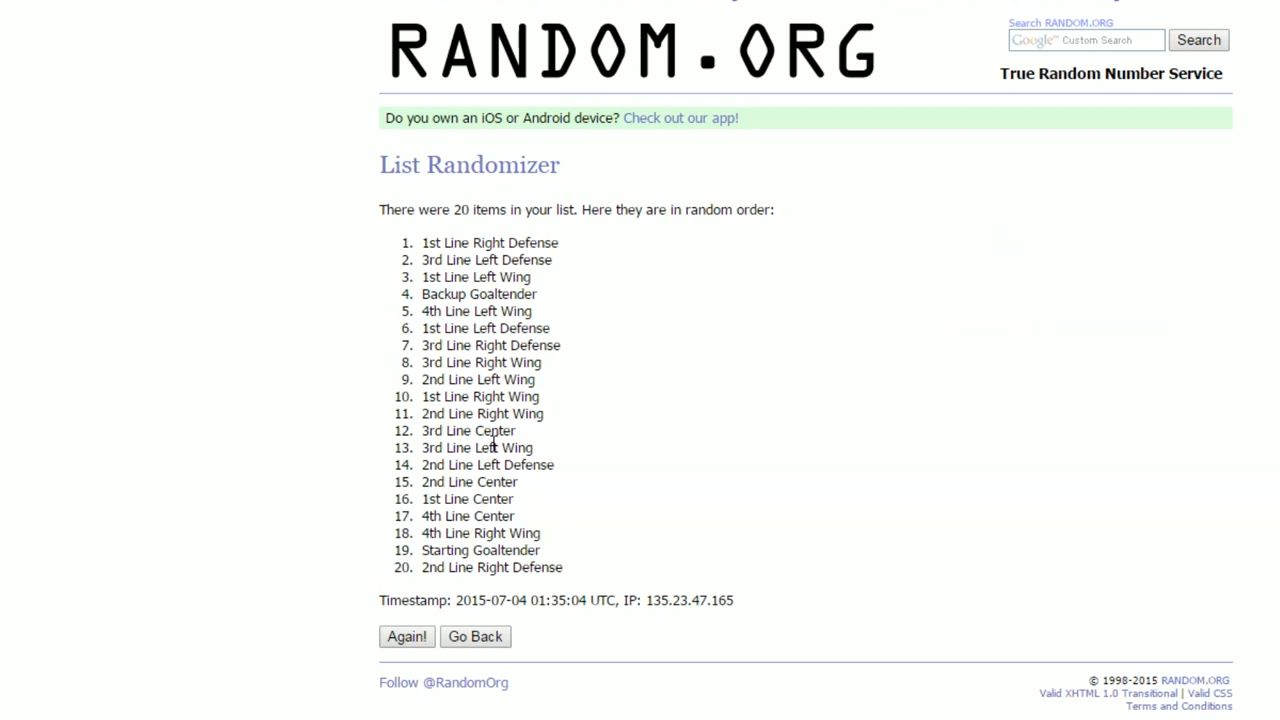 RANDOM.ORG
Search RANDOM.ORG
Google™ Custom Search
Search
True Random Number Service
Do you own an iOS or Android device? Check out our app!
List Randomizer
There were 20 items in your list. Here they are in random order:
1. 1st Line Right Defense
2. 3rd Line Left Defense
3. 1st Line Left Wing
4. Backup Goaltender
5. 4th Line Left Wing
6. 1st Line Left Defense
7. 3rd Line Right Defense
8. 3rd Line Right Wing
9. 2nd Line Left Wing
10. 1st Line Right Wing
11. 2nd Line Right Wing
12. 3rd Line Center
13. 3rd Line Left Wing
14. 2nd Line Left Defense
15. 2nd Line Center
16. 1st Line Center
17. 4th Line Center
18. 4th Line Right Wing
19. Starting Goaltender
20. 2nd Line Right Defense
Timestamp: 2015-07-04 01:35:04 UTC, IP: 135.23.47.165
Again! Go Back
Follow @RandomOrg
© 1998-2015 RANDOM.ORG
Valid XHTML 1.0 Transitional | Valid CSS
Terms and Conditions